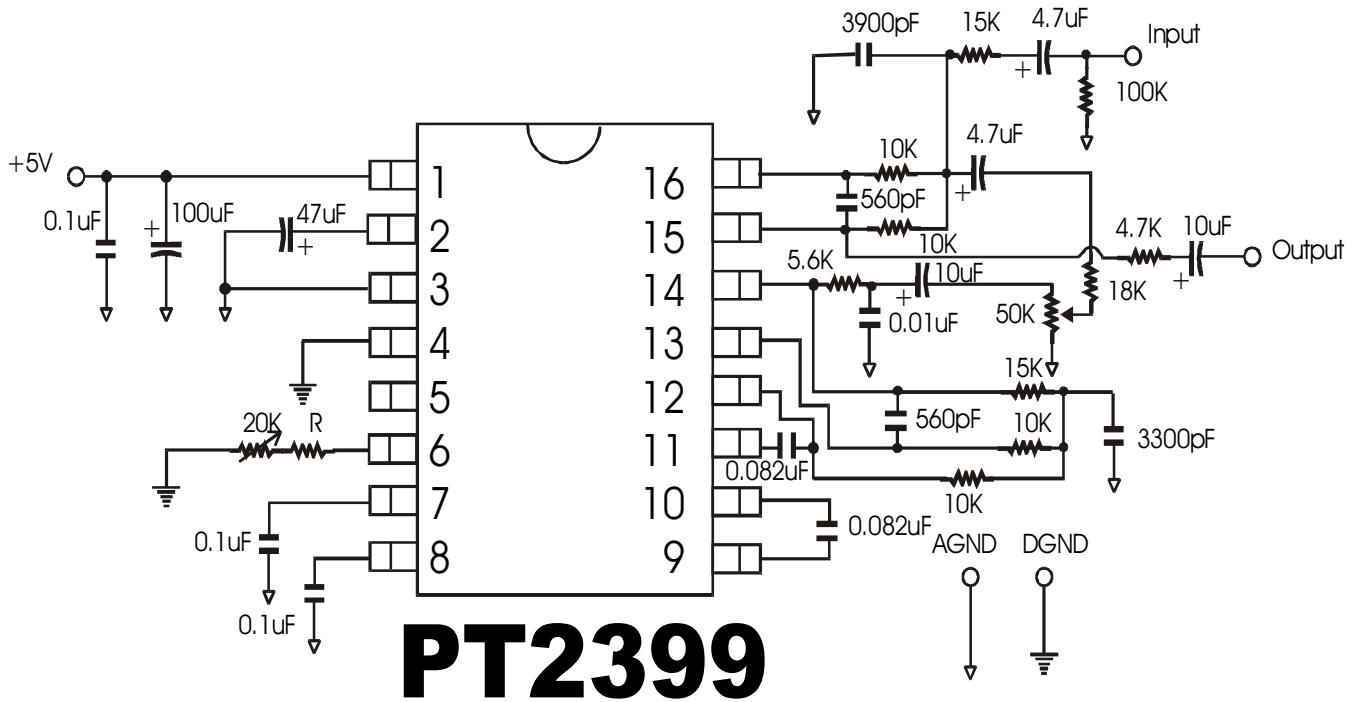 3900pF
15K
4.7uF
Input
100K
+
+5V
0.1uF
+
100uF
47uF
+
1
2
3
4
5
6
7
8
16
15
14
13
12
11
10
9
10K
4.7uF
+
560pF
10K
4.7K
10uF
+
Output
5.6K
10uF
+
0.01uF
50K
18K
15K
560pF
10K
3300pF
0.082uF
10K
20K
R
0.1uF
0.1uF
0.082uF
AGND
DGND
PT2399